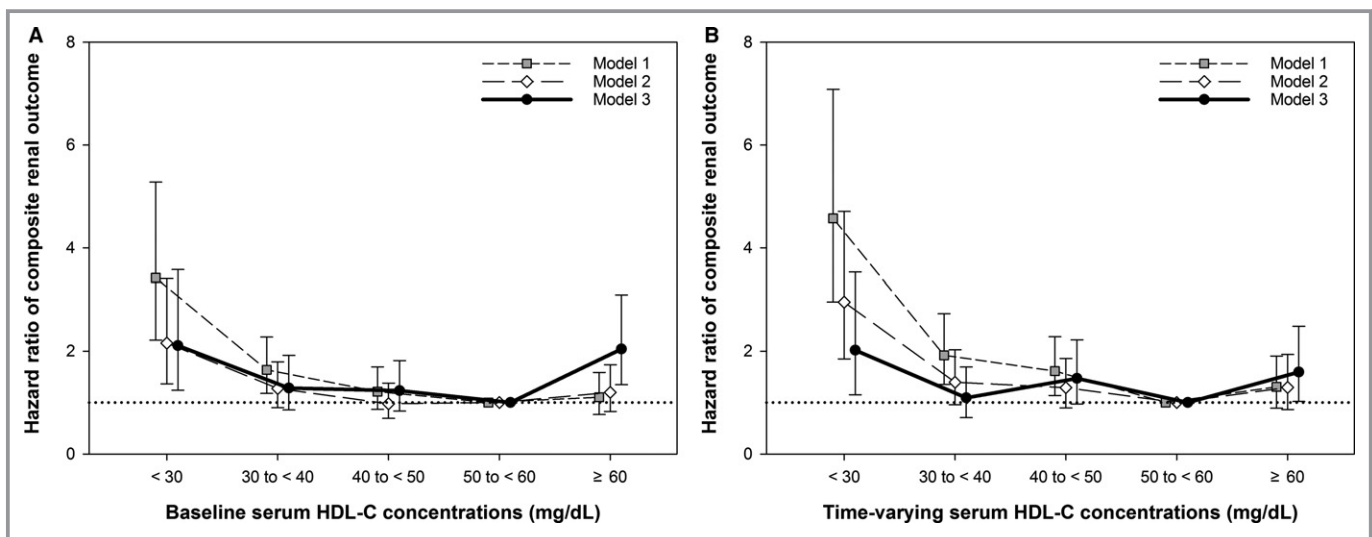 A
Hazard ratio of composite renal outcome
8
6
4
2
0
Model 1
Model 2
Model 3
< 30
30 to < 40
40 to < 50
50 to < 60
≥ 60
Baseline serum HDL-C concentrations (mg/dL)
B
Hazard ratio of composite renal outcome
8
6
4
2
0
Model 1
Model 2
Model 3
< 30
30 to < 40
40 to < 50
50 to < 60
≥ 60
Time-varying serum HDL-C concentrations (mg/dL)